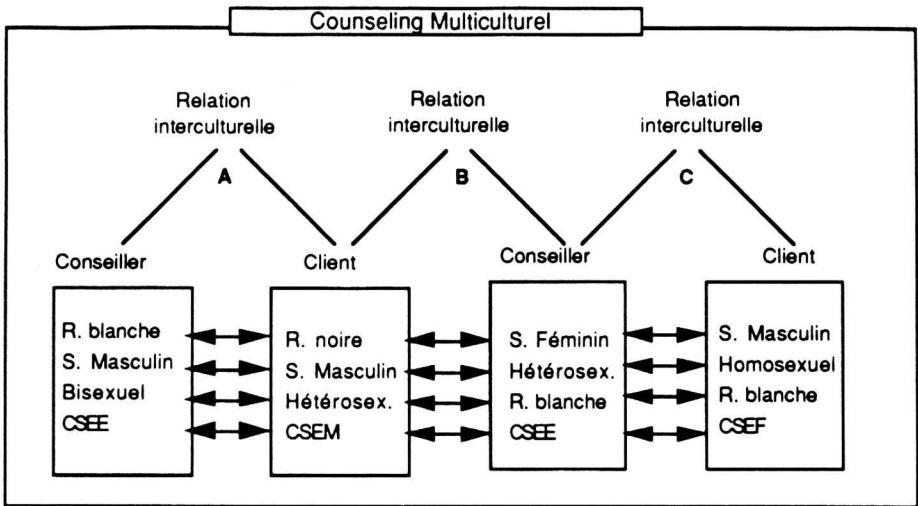 Counseling Multiculturel
Relation
interculturelle
Relation
interculturelle
Relation
interculturelle
A
B
C
Conseiller
Client
Conseiller
Client
R. blanche
S. Masculin
Bisexuel
CSEE
R. noire
S. Masculin
Hétérosex.
CSEM
S. Féminin
Hétérosex.
R. blanche
CSEE
S. Masculin
Homosexuel
R. blanche
CSEF